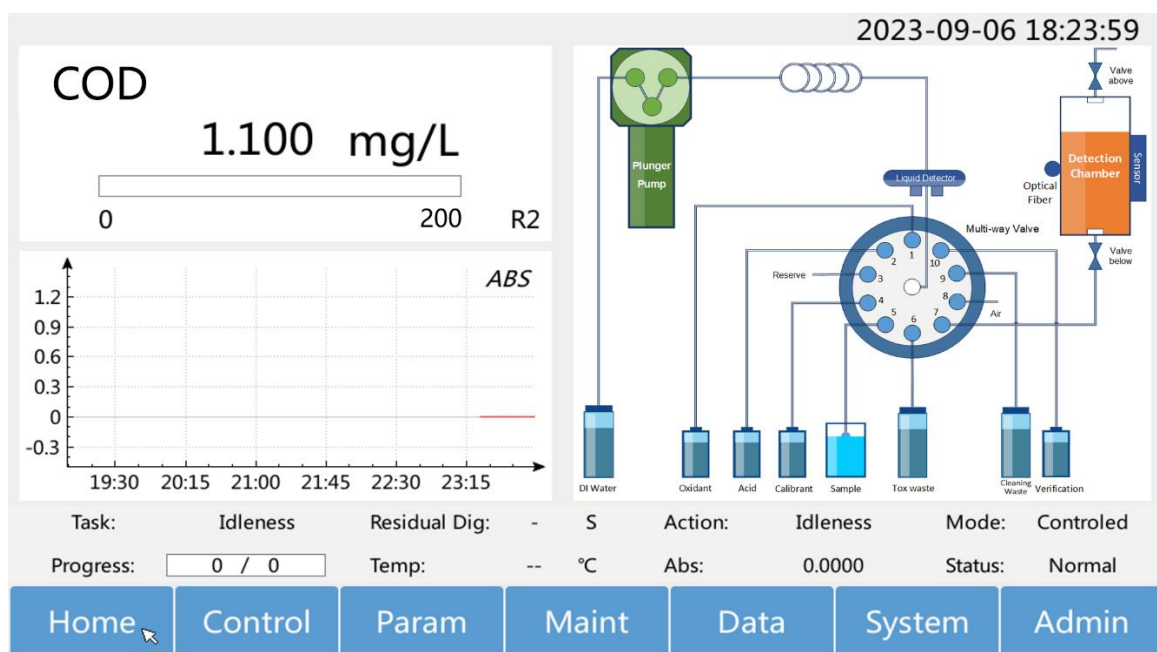 2023-09-06 18:23:59
COD
1.100 mg/L
0 200 R2
ABS
1.2
0.9
0.6
0.3
0
-0.3
19:30 20:15 21:00 21:45 22:30 23:15
Valve
above
Plunger
Pump
Detection
Chamber
Sensor
Liquid Detector
Optical
Fiber
Multi-way Valve
Valve
below
1
2
10
Reserve
3
9
4
8
Air
5
6
7
DI Water
Oxidant
Acid
Calibrant
Sample
Tox waste
Cleaning
Waste
Verification
Task: Idleness Residual Dig: - S Action: Idleness Mode: Controled
Progress: 0 / 0 Temp: -- °C Abs: 0.0000 Status: Normal
Home Control Param Maint Data System Admin